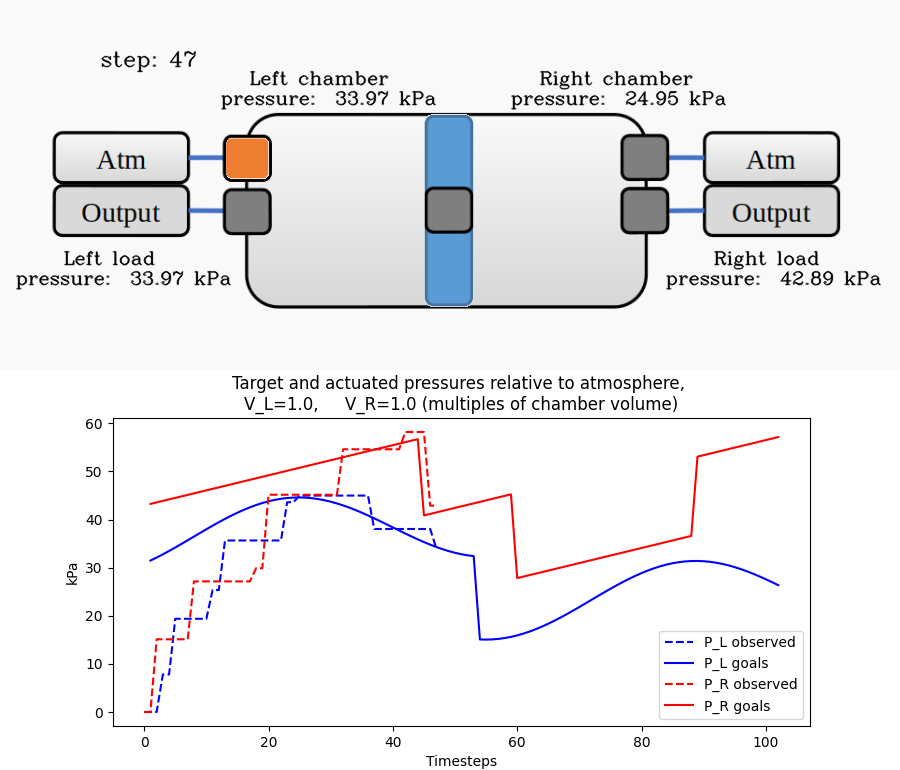 step: 47
Left chamber
pressure: 33.97 kPa
Right chamber
pressure: 24.95 kPa
Atm
Output
Atm
Output
Left load
pressure: 33.97 kPa
Right load
pressure: 42.89 kPa
Target and actuated pressures relative to atmosphere,
V_L=1.0, V_R=1.0 (multiples of chamber volume)
60
50
40
30
20
10
0
kPa
0 20 40 60 80 100
Timesteps
P_L observed
P_L goals
P_R observed
P_R goals